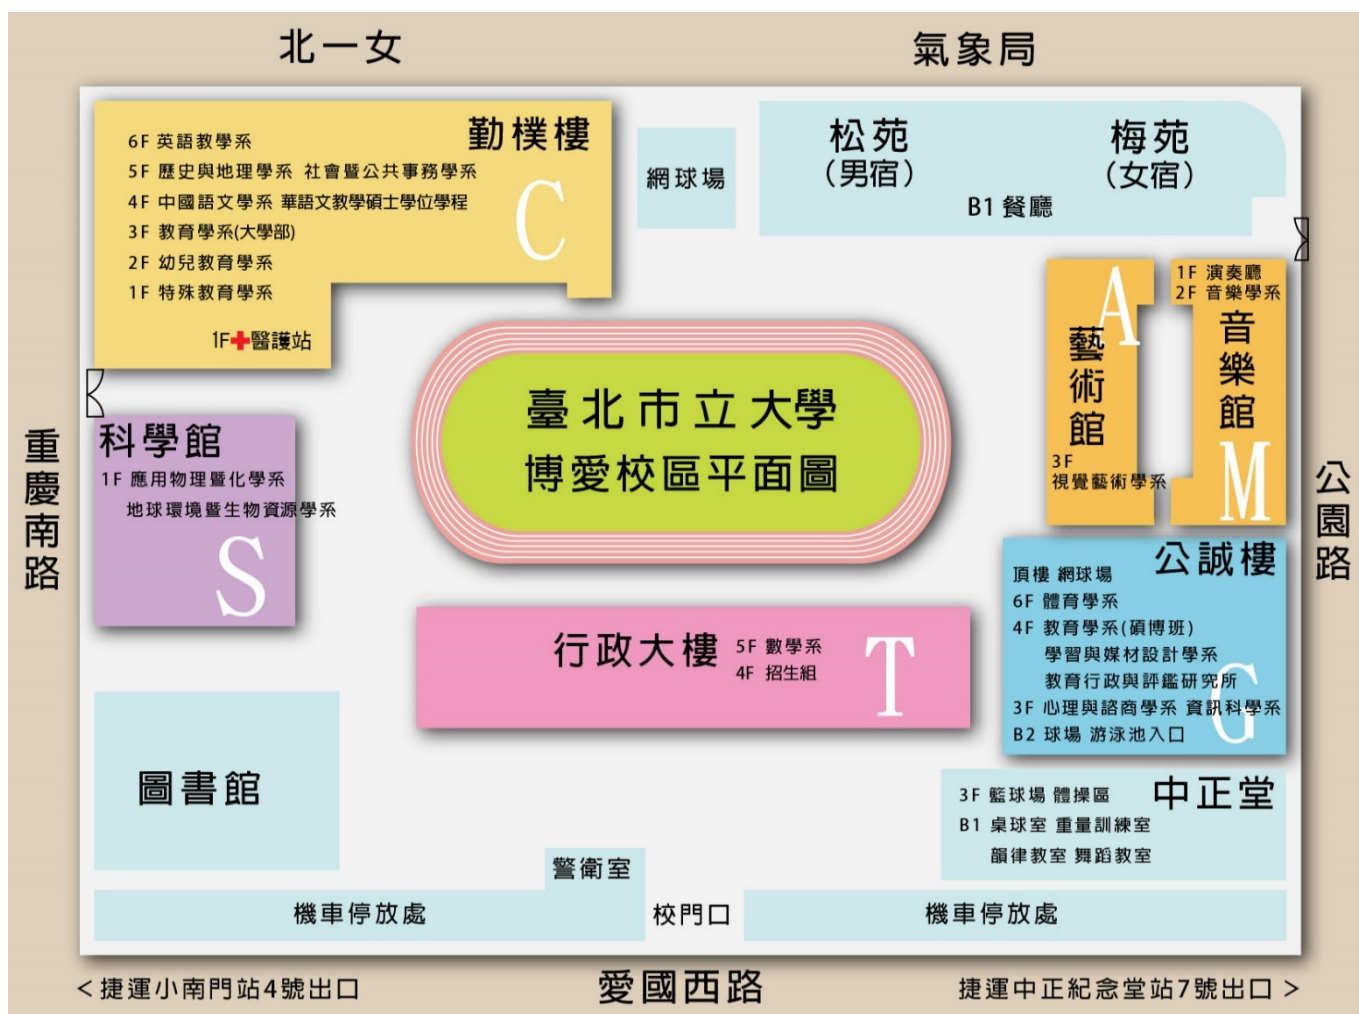 北一女
氣象局
勤樸樓
6F 英語教學系
5F 歷史與地理學系 社會暨公共事務學系
4F 中國語文學系 華語文教學碩士學位學程
3F 教育學系(大學部)
2F 幼兒教育學系
1F 特殊教育學系
1F✚醫護站
C
網球場
松苑
(男宿)
梅苑
(女宿)
B1 餐廳
A
藝術館
3F
視覺藝術學系
1F 演奏廳
2F 音樂學系
音樂館
M
臺北市立大學
博愛校區平面圖
重慶南路
科學館
1F 應用物理暨化學系
地球環境暨生物資源學系
S
公園路
公誠樓
頂樓 網球場
6F 體育學系
4F 教育學系(碩博班)
學習與媒材設計學系
教育行政與評鑑研究所
3F 心理與諮商學系 資訊科學系
B2 球場 游泳池入口
G
行政大樓
5F 數學系
4F 招生組
T
圖書館
中正堂
3F 籃球場 體操區
B1 桌球室 重量訓練室
韻律教室 舞蹈教室
警衛室
機車停放處
校門口
機車停放處
<捷運小南門站4號出口
愛國西路
捷運中正紀念堂站7號出口>